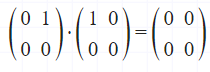 (0 1
0 0) · (1 0
0 0) = (0 0
0 0)